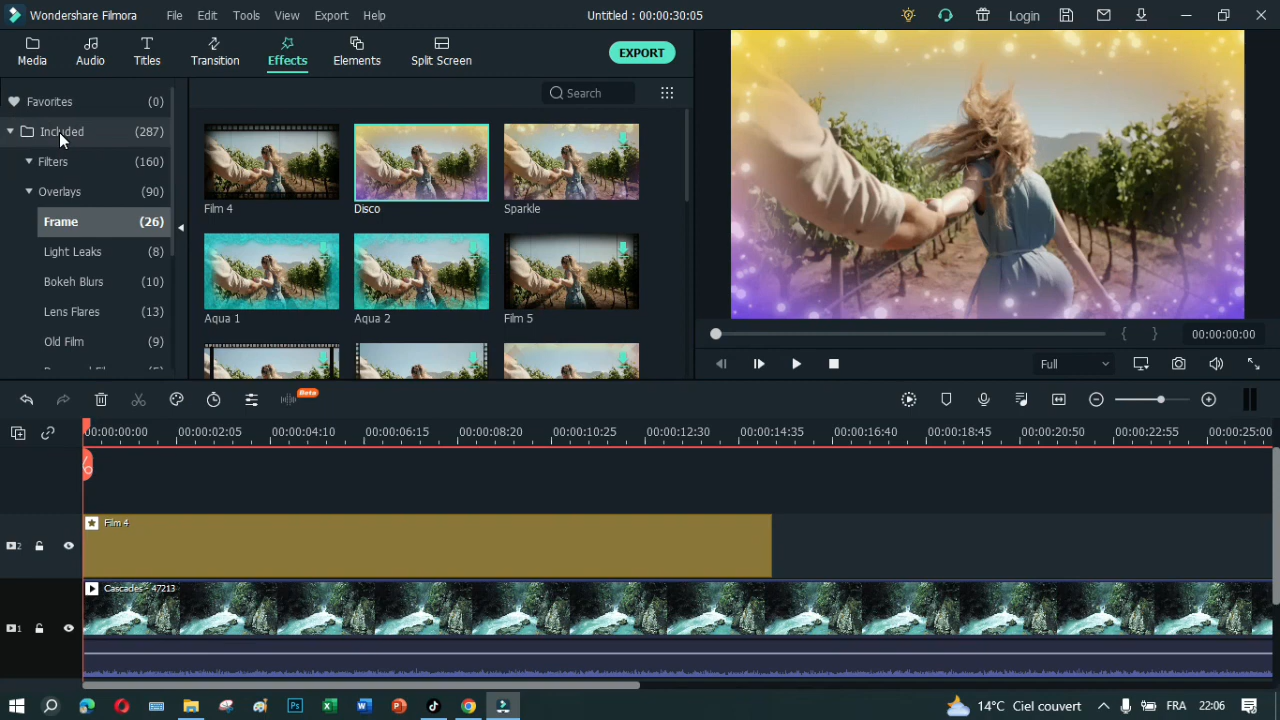 Wondershare Filmora File Edit Tools View Export Help Untitled : 00:00:30:05 Login
Media Audio Titles Transition Effects Elements Split Screen EXPORT
Favorites (0)
Included (287)
Filters (160)
Overlays (90)
Frame (26)
Light Leaks (8)
Bokeh Blurs (10)
Lens Flares (13)
Old Film (9)
Search
Film 4 Disco Sparkle
Aqua 1 Aqua 2 Film 5
00:00:00:00
Full
Beta
00:00:00:00 00:00:02:05 00:00:04:10 00:00:06:15 00:00:08:20 00:00:10:25 00:00:12:30 00:00:14:35 00:00:16:40 00:00:18:45 00:00:20:50 00:00:22:55 00:00:25:00
Film 4
2
Cascades - 47213
1
14°C Ciel couvert FRA 22:06